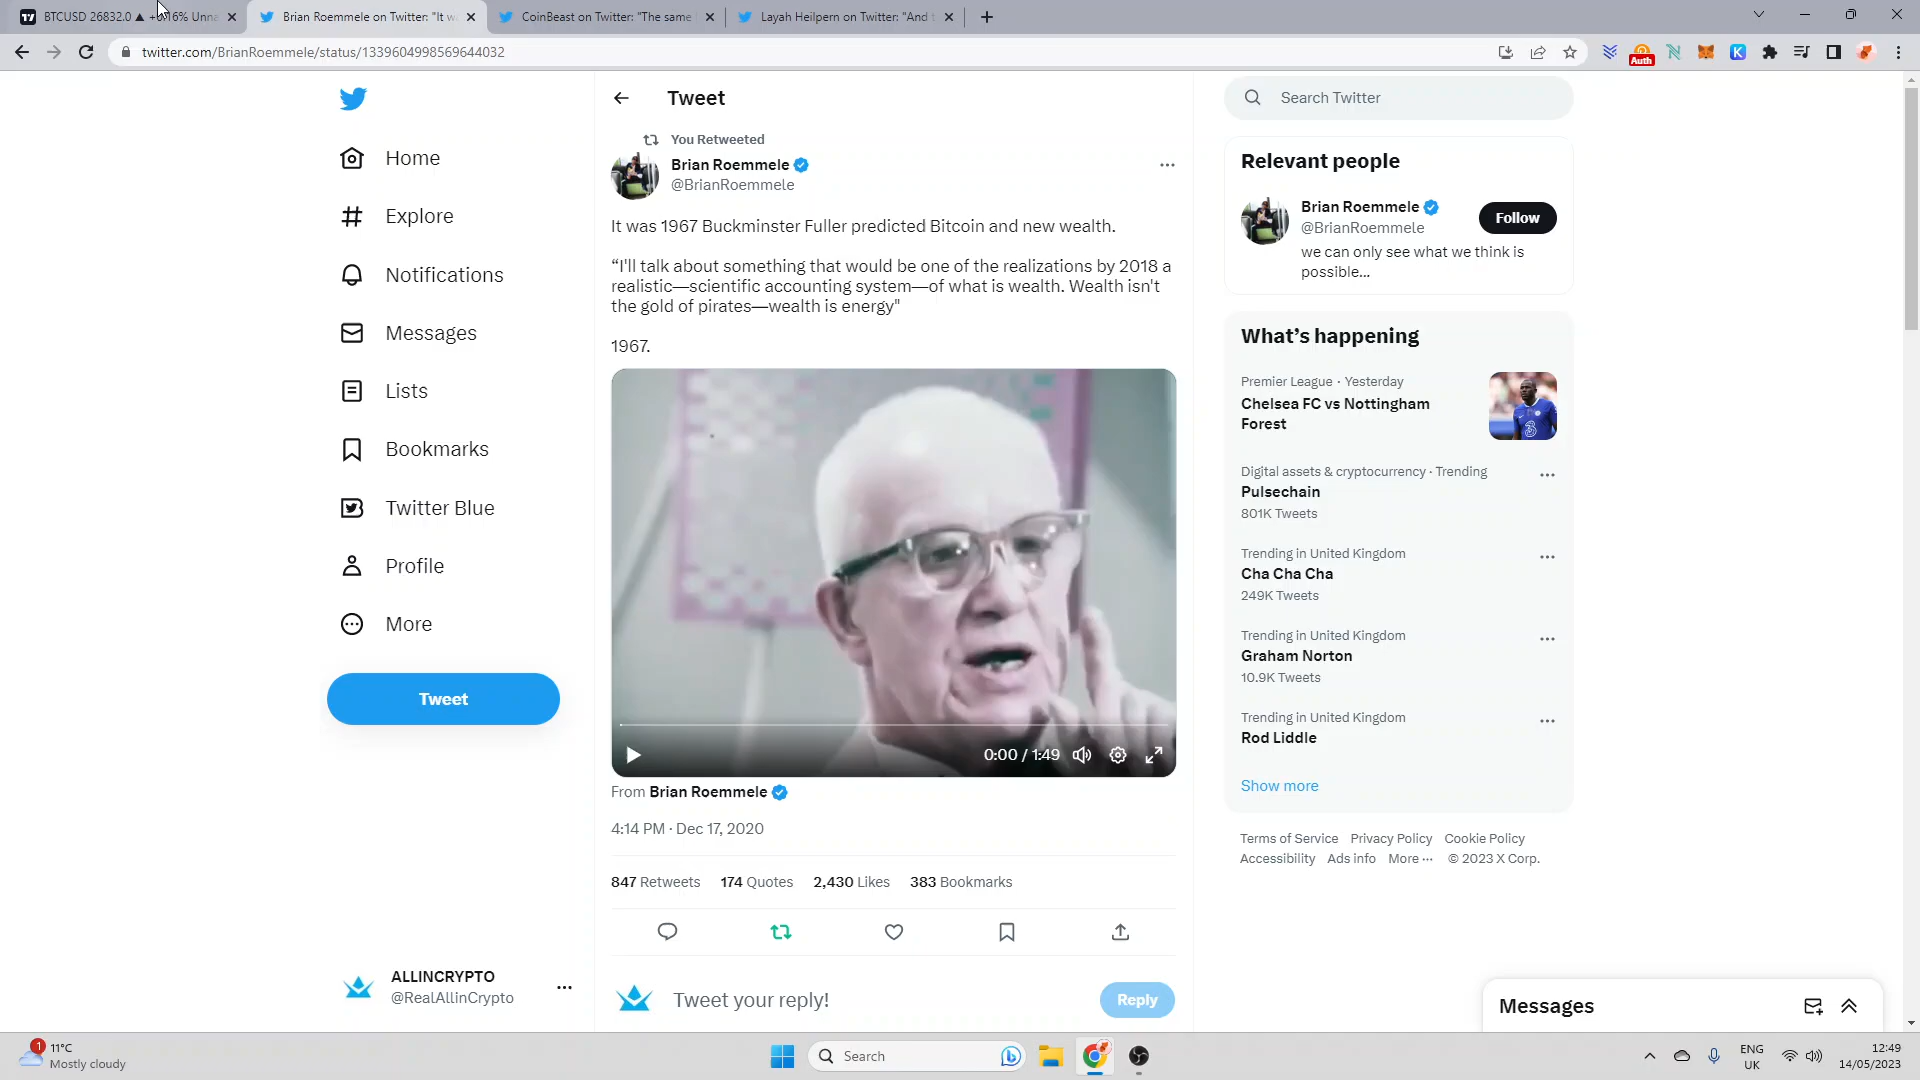 BTCUSD 26832.0 ▲ +0.16% Unna
Brian Roemmele on Twitter: "It w
CoinBeast on Twitter: "The same
Layah Heilpern on Twitter: "And t
twitter.com/BrianRoemmele/status/1339604998569644032
Auth
Home
Explore
Notifications
Messages
Lists
Bookmarks
Twitter Blue
Profile
More
Tweet
ALLINCRYPTO
@RealAllinCrypto
Tweet
You Retweeted
Brian Roemmele
@BrianRoemmele
It was 1967 Buckminster Fuller predicted Bitcoin and new wealth.
“I'll talk about something that would be one of the realizations by 2018 a
realistic—scientific accounting system—of what is wealth. Wealth isn't
the gold of pirates—wealth is energy"
1967.
0:00 / 1:49
From Brian Roemmele
4:14 PM · Dec 17, 2020
847 Retweets 174 Quotes 2,430 Likes 383 Bookmarks
Tweet your reply!
Reply
Search Twitter
Relevant people
Brian Roemmele
@BrianRoemmele
Follow
we can only see what we think is
possible...
What’s happening
Premier League · Yesterday
Chelsea FC vs Nottingham
Forest
Digital assets & cryptocurrency · Trending
Pulsechain
801K Tweets
Trending in United Kingdom
Cha Cha Cha
249K Tweets
Trending in United Kingdom
Graham Norton
10.9K Tweets
Trending in United Kingdom
Rod Liddle
Show more
Terms of Service Privacy Policy Cookie Policy
Accessibility Ads info More ··· © 2023 X Corp.
Messages
1
11°C
Mostly cloudy
Search
ENG
UK
12:49
14/05/2023